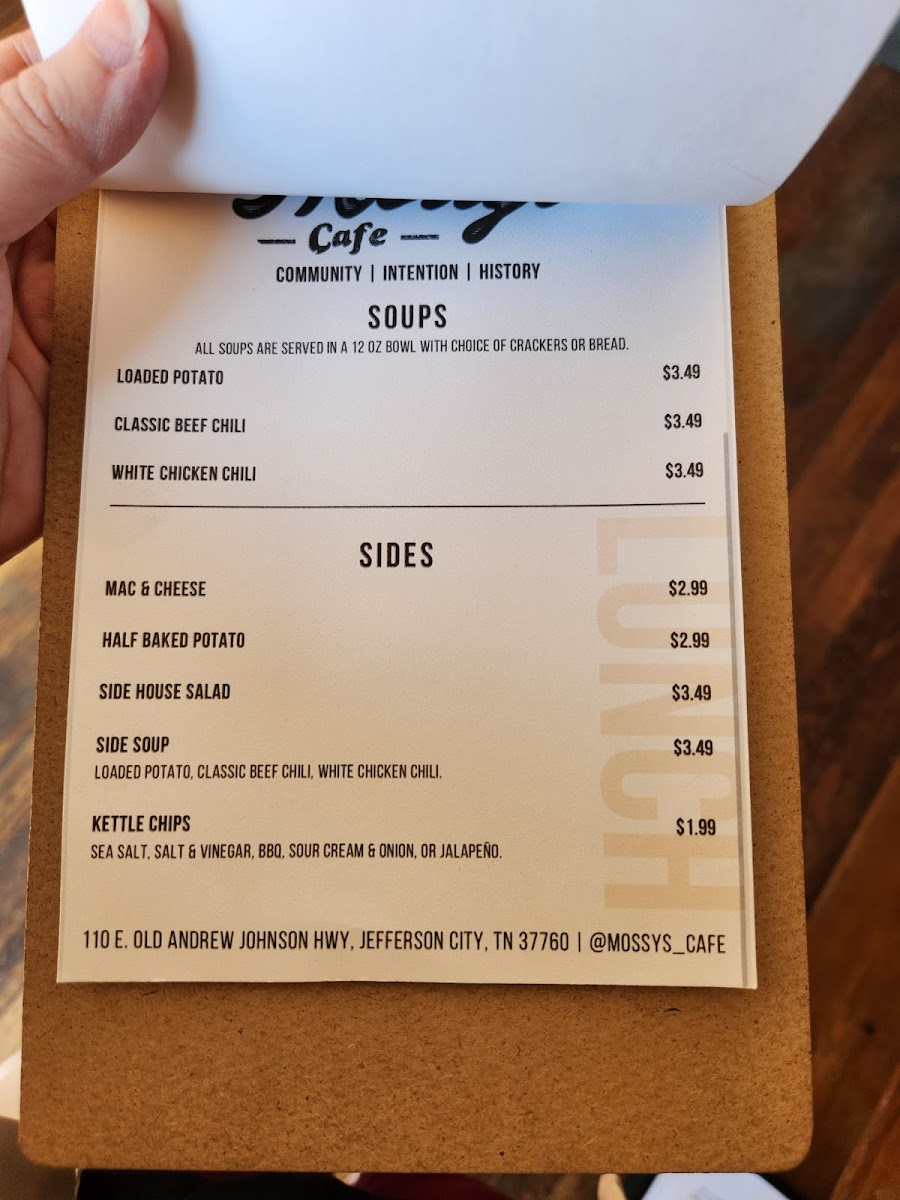 Cafe
COMMUNITY | INTENTION | HISTORY
SOUPS
ALL SOUPS ARE SERVED IN A 12 OZ BOWL WITH CHOICE OF CRACKERS OR BREAD.
LOADED POTATO $3.49
CLASSIC BEEF CHILI $3.49
WHITE CHICKEN CHILI $3.49
SIDES
MAC & CHEESE $2.99
HALF BAKED POTATO $2.99
SIDE HOUSE SALAD $3.49
SIDE SOUP $3.49
LOADED POTATO, CLASSIC BEEF CHILI, WHITE CHICKEN CHILI.
KETTLE CHIPS $1.99
SEA SALT, SALT & VINEGAR, BBQ, SOUR CREAM & ONION, OR JALAPEÑO.
LUNCH
110 E. OLD ANDREW JOHNSON HWY, JEFFERSON CITY, TN 37760 | @MOSSYS_CAFE